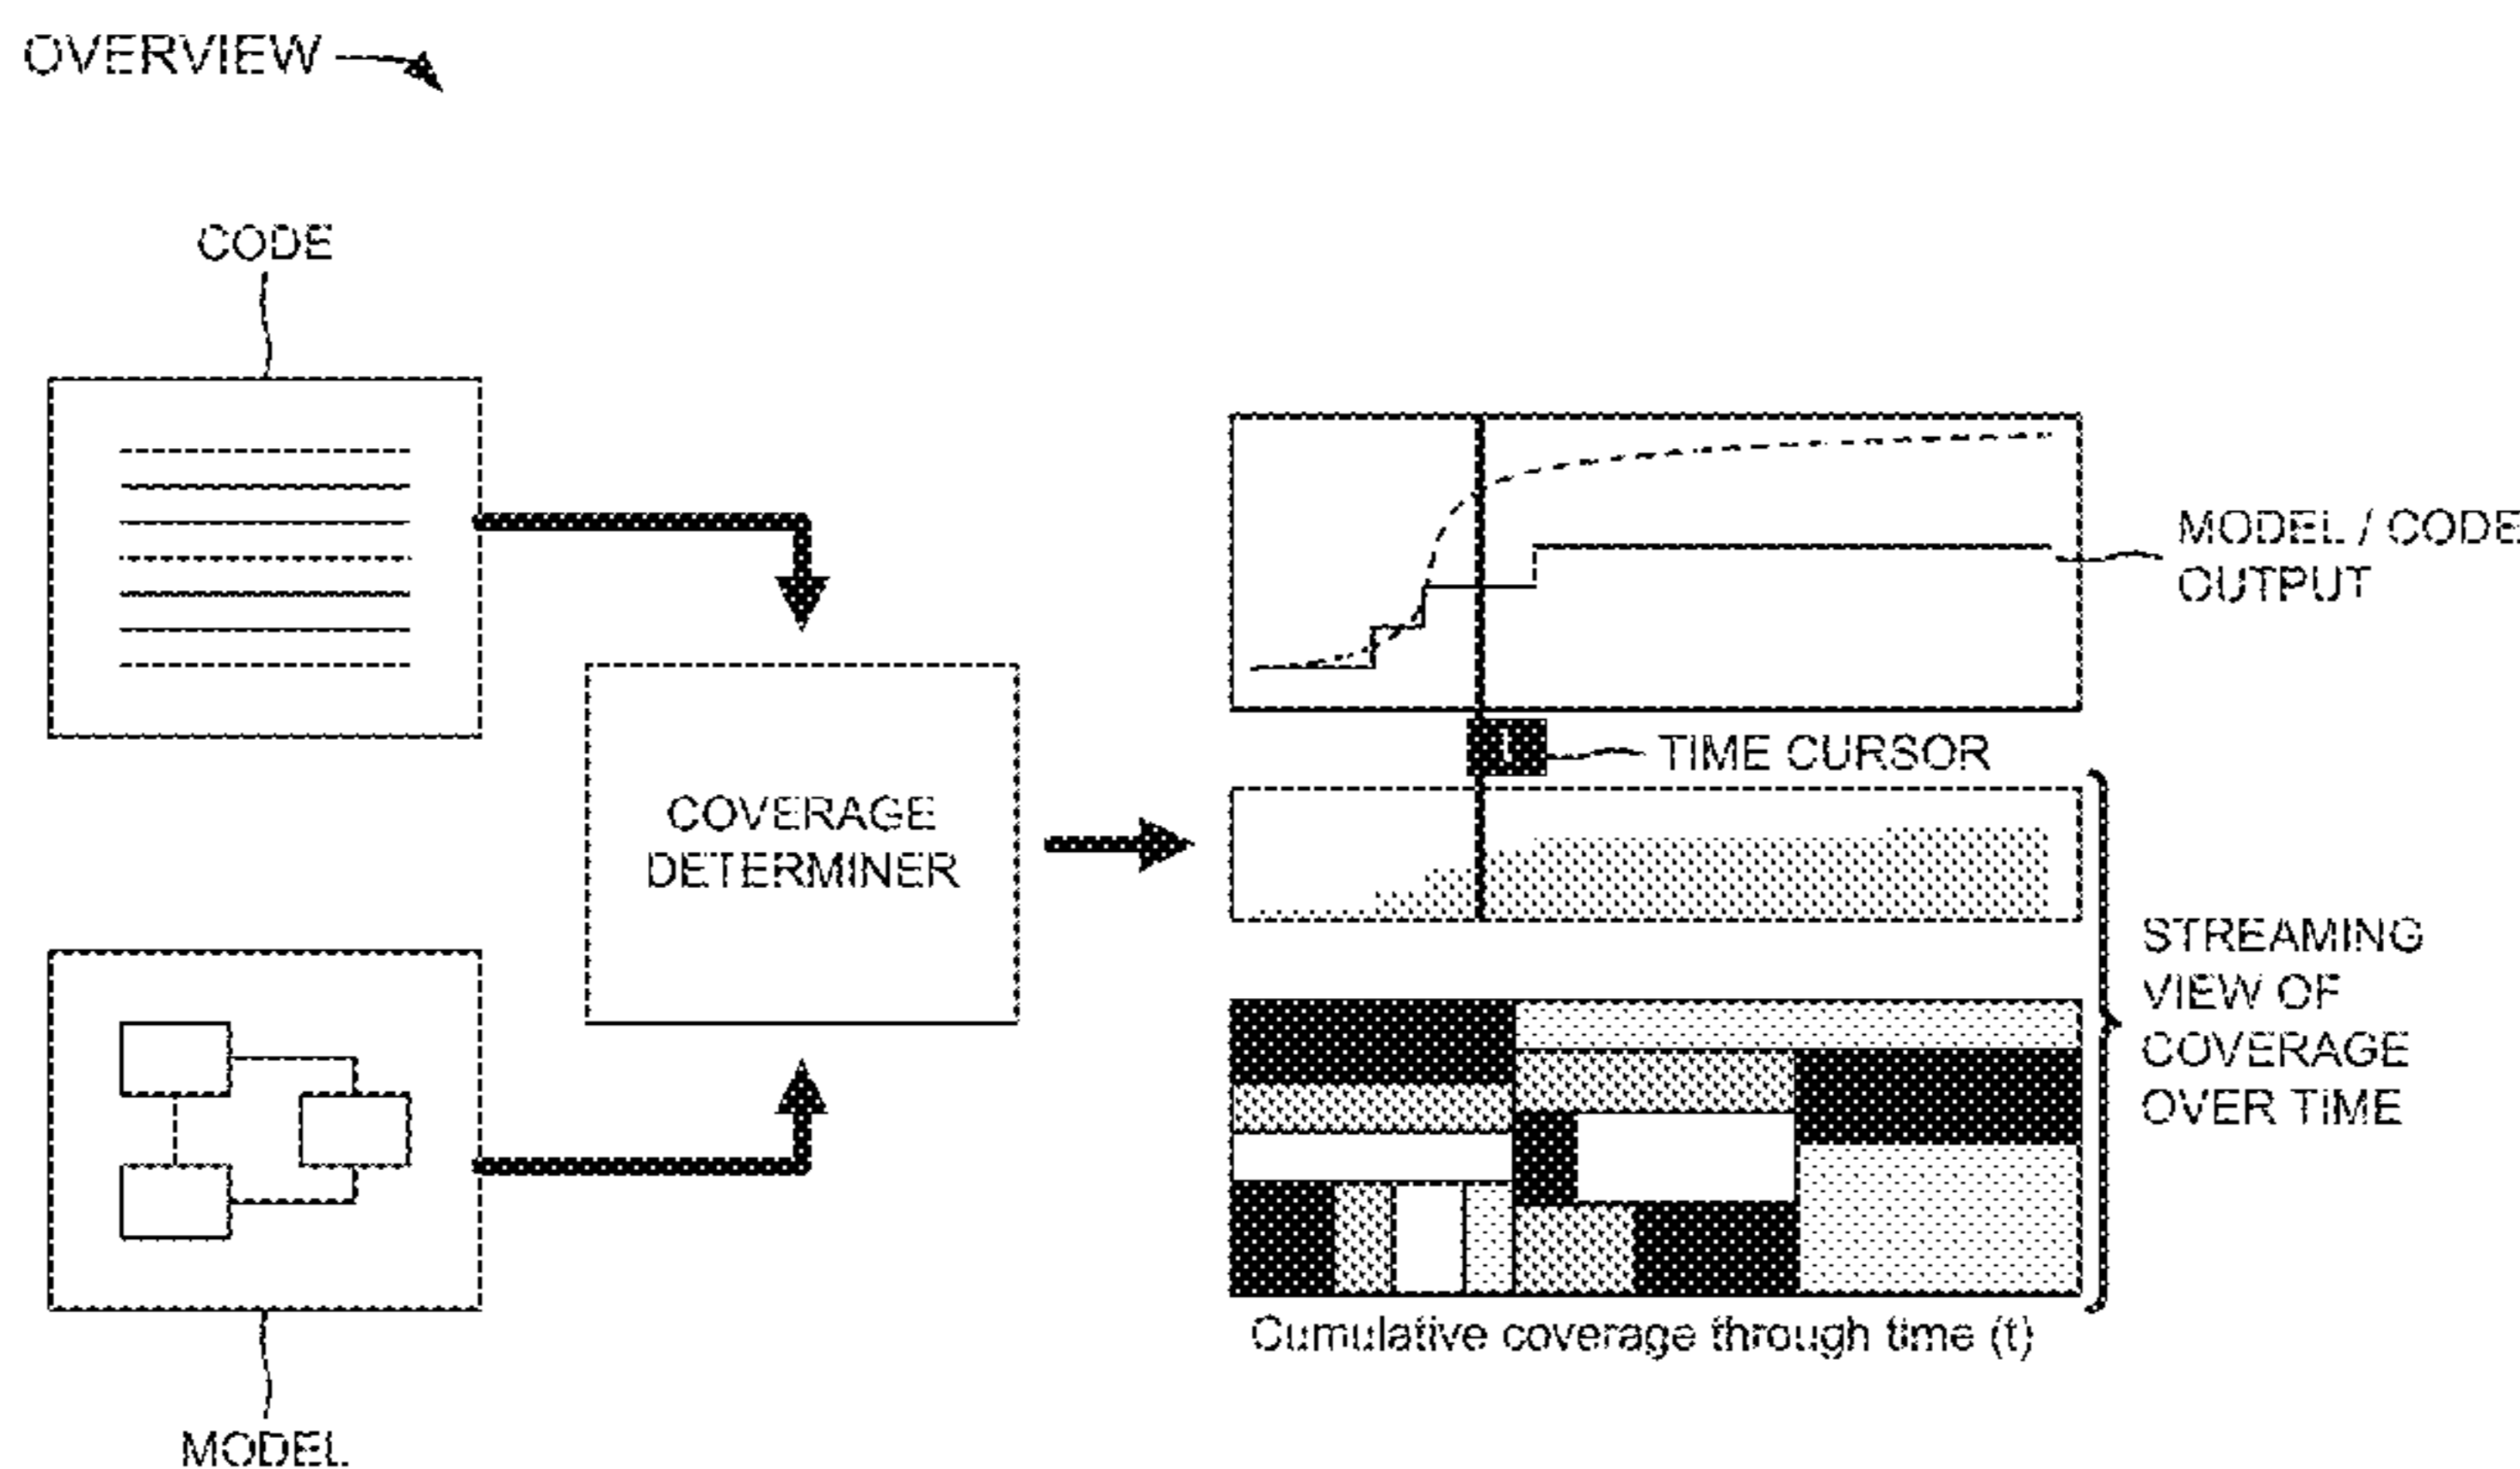 OVERVIEW
CODE
MODEL / CODE
OUTPUT
t
TIME CURSOR
COVERAGE
DETERMINER
STREAMING
VIEW OF
COVERAGE
OVER TIME
Cumulative coverage through time (t)
MODEL